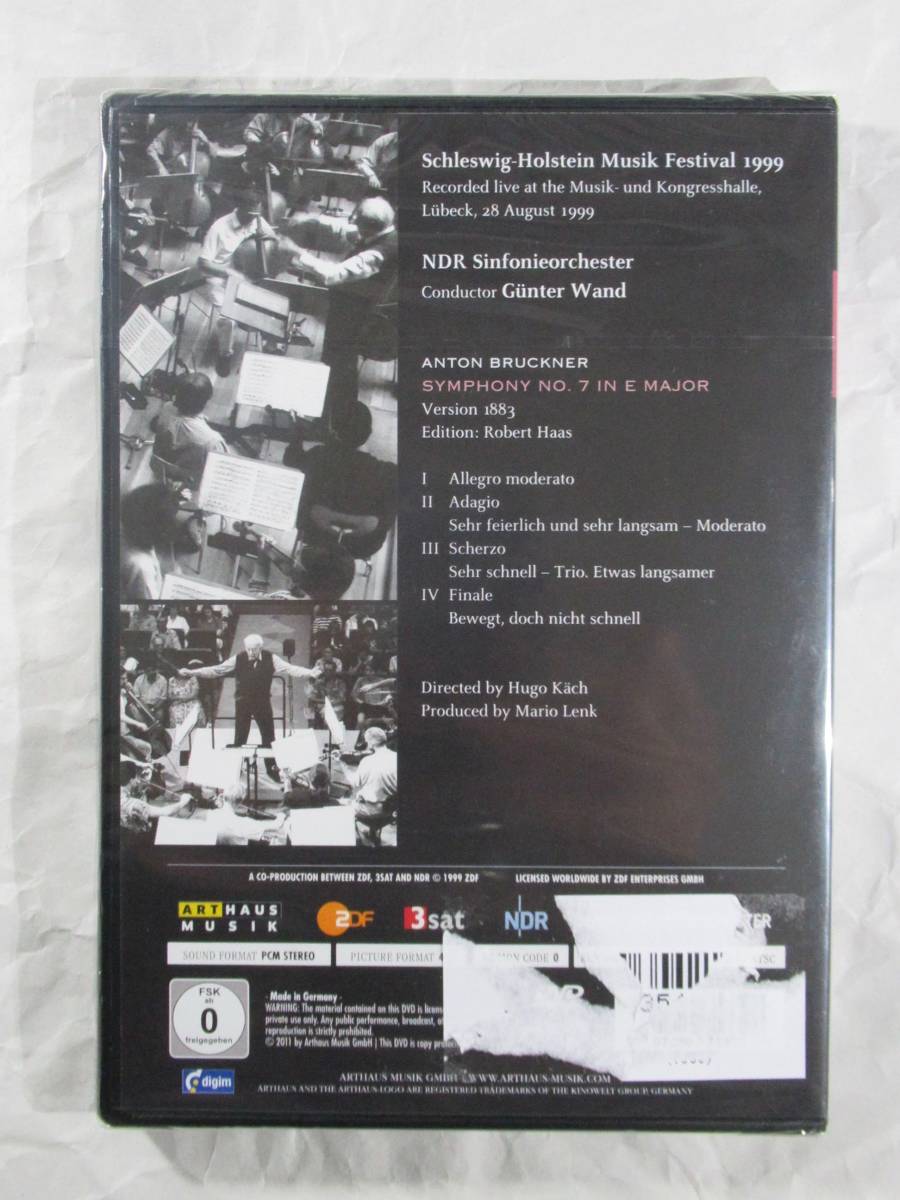 Schleswig-Holstein Musik Festival 1999
Recorded live at the Musik- und Kongresshalle,
Lübeck, 28 August 1999
NDR Sinfonieorchester
Conductor Günter Wand
ANTON BRUCKNER
SYMPHONY NO. 7 IN E MAJOR
Version 1883
Edition: Robert Haas
I Allegro moderato
II Adagio
Sehr feierlich und sehr langsam – Moderato
III Scherzo
Sehr schnell – Trio. Etwas langsamer
IV Finale
Bewegt, doch nicht schnell
Directed by Hugo Käch
Produced by Mario Lenk
A CO-PRODUCTION BETWEEN ZDF, 3SAT AND NDR © 1999 ZDF LICENSED WORLDWIDE BY ZDF ENTERPRISES GMBH
ARTHAUS
MUSIK
ZDF
3sat
NDR
SOUND FORMAT PCM STEREO PICTURE FORMAT 4 CODE 0
FSK
ab
0
freigegeben
- Made in Germany -
WARNING: The material contained on this DVD is
private use only. Any public performance, broadcast,
reproduction is strictly prohibited.
© 2011 by Arthaus Musik GmbH | This DVD is copy
digim
ARTHAUS MUSIK GMBH · WWW.ARTHAUS-MUSIK.COM
ARTHAUS AND THE ARTHAUS-LOGO ARE REGISTERED TRADEMARKS OF THE KINOWELT GROUP, GERMANY